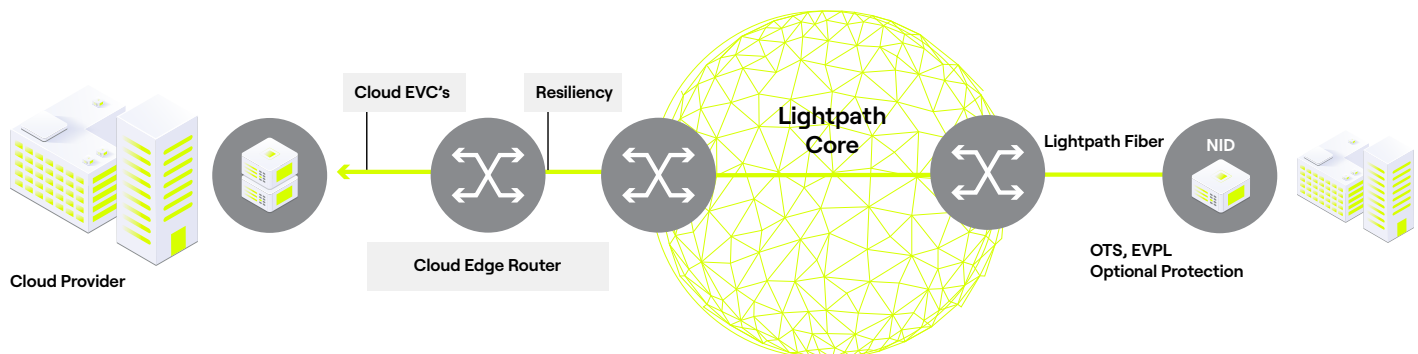 Cloud EVC's
Resiliency
Lightpath
Core
Lightpath Fiber
NID
Cloud Edge Router
OTS, EVPL
Optional Protection
Cloud Provider